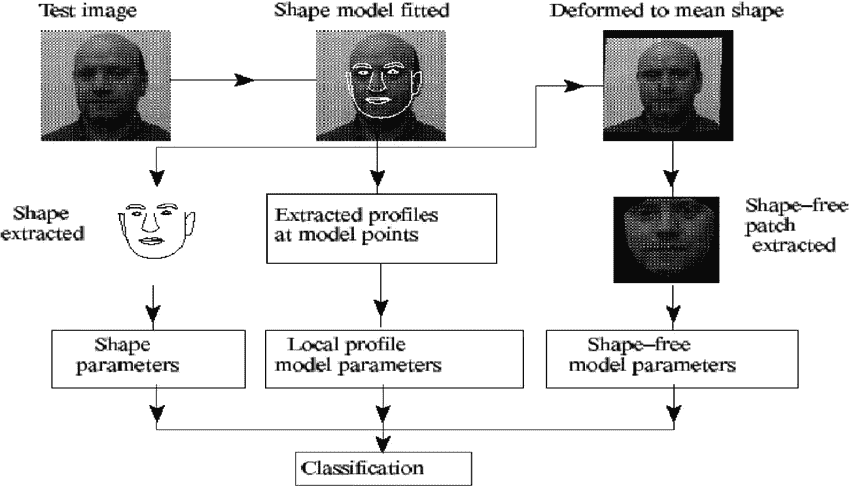 Test image
Shape model fitted
Deformed to mean shape
Shape
extracted
Extracted profiles
at model points
Shape–free
patch
extracted
Shape
parameters
Local profile
model parameters
Shape–free
model parameters
Classification